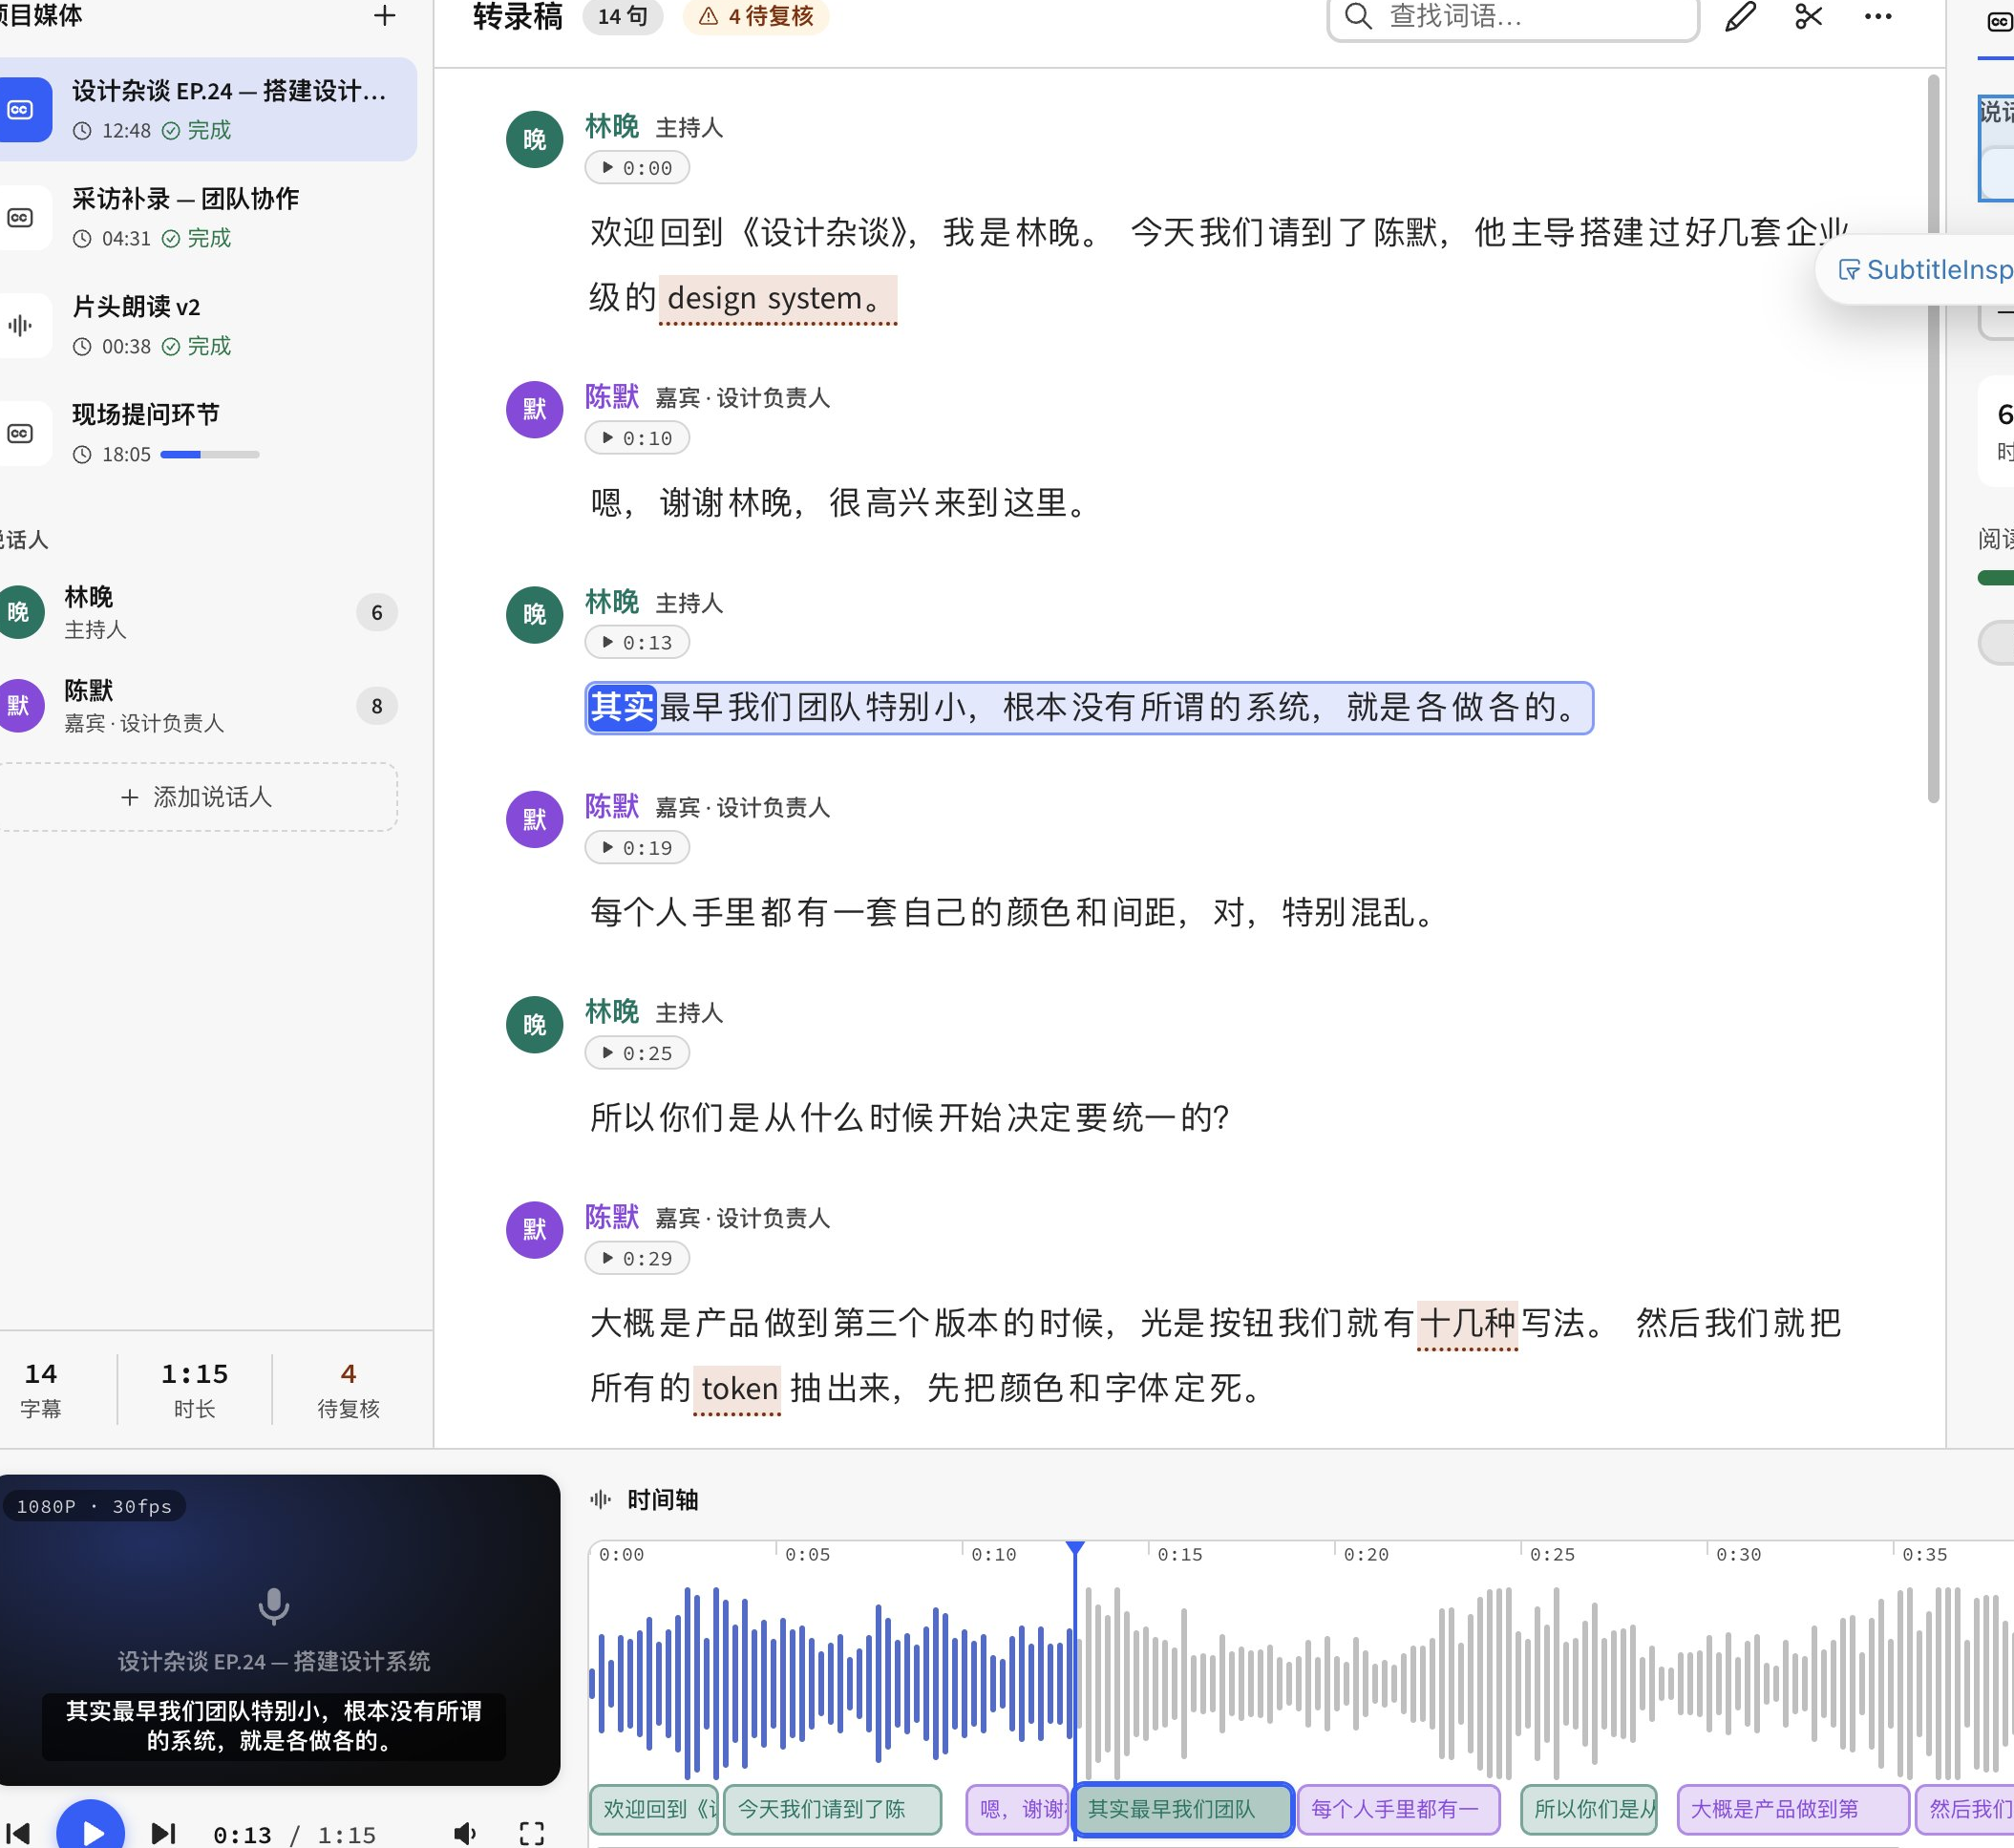 项目媒体
设计杂谈 EP.24 — 搭建设计…
12:48 完成
采访补录 — 团队协作
04:31 完成
片头朗读 v2
00:38 完成
现场提问环节
18:05
说话人
晚 林晚 6
主持人
默 陈默 8
嘉宾 · 设计负责人
+ 添加说话人
14 1:15 4
字幕 时长 待复核
转录稿 14 句 4 待复核 查找词语…
晚 林晚 主持人
0:00
欢迎回到《设计杂谈》，我是林晚。 今天我们请到了陈默，他主导搭建过好几套企业
级的 design system。
默 陈默 嘉宾 · 设计负责人
0:10
嗯，谢谢林晚，很高兴来到这里。
晚 林晚 主持人
0:13
其实最早我们团队特别小，根本没有所谓的系统，就是各做各的。
默 陈默 嘉宾 · 设计负责人
0:19
每个人手里都有一套自己的颜色和间距，对，特别混乱。
晚 林晚 主持人
0:25
所以你们是从什么时候开始决定要统一的？
默 陈默 嘉宾 · 设计负责人
0:29
大概是产品做到第三个版本的时候，光是按钮我们就有十几种写法。 然后我们就把
所有的 token 抽出来，先把颜色和字体定死。
CC
说话
SubtitleInsp
6
时
阅读
1080P · 30fps
设计杂谈 EP.24 — 搭建设计系统
其实最早我们团队特别小，根本没有所谓
的系统，就是各做各的。
0:13 / 1:15
时间轴
0:00 0:05 0:10 0:15 0:20 0:25 0:30 0:35
欢迎回到《设 今天我们请到了陈 嗯，谢谢 其实最早我们团队 每个人手里都有一 所以你们是从 大概是产品做到第 然后我们